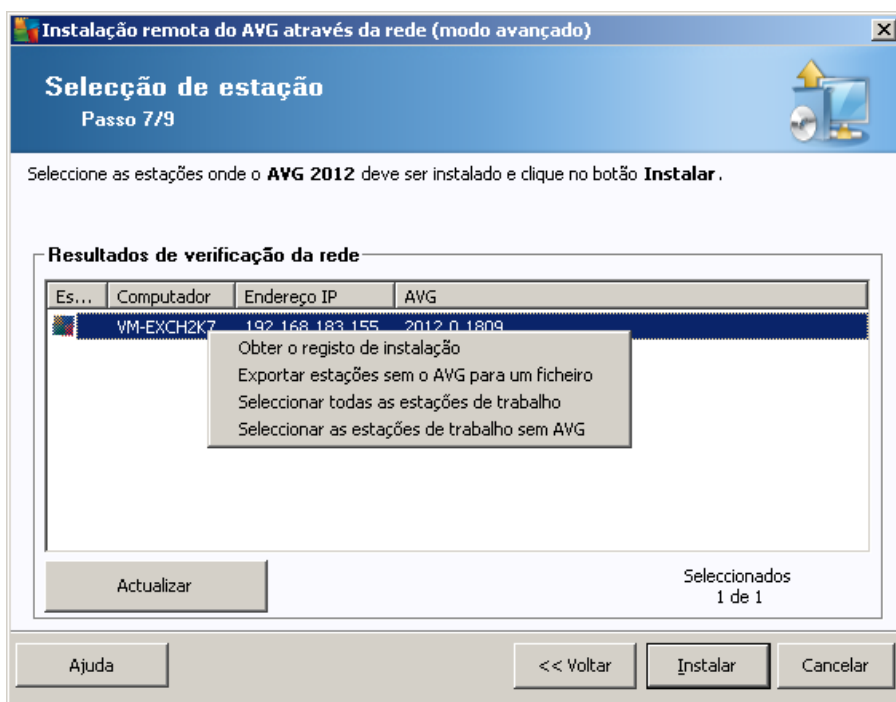 Instalação remota do AVG através da rede (modo avançado)
Selecção de estação
Passo 7/9
Seleccione as estações onde o AVG 2012 deve ser instalado e clique no botão Instalar.
Resultados de verificação da rede
Es... Computador Endereço IP AVG
VM-EXCH2K7 192.168.183.155 2012.0.1809
Obter o registo de instalação
Exportar estações sem o AVG para um ficheiro
Seleccionar todas as estações de trabalho
Seleccionar as estações de trabalho sem AVG
Actualizar
Seleccionados
1 de 1
Ajuda << Voltar Instalar Cancelar